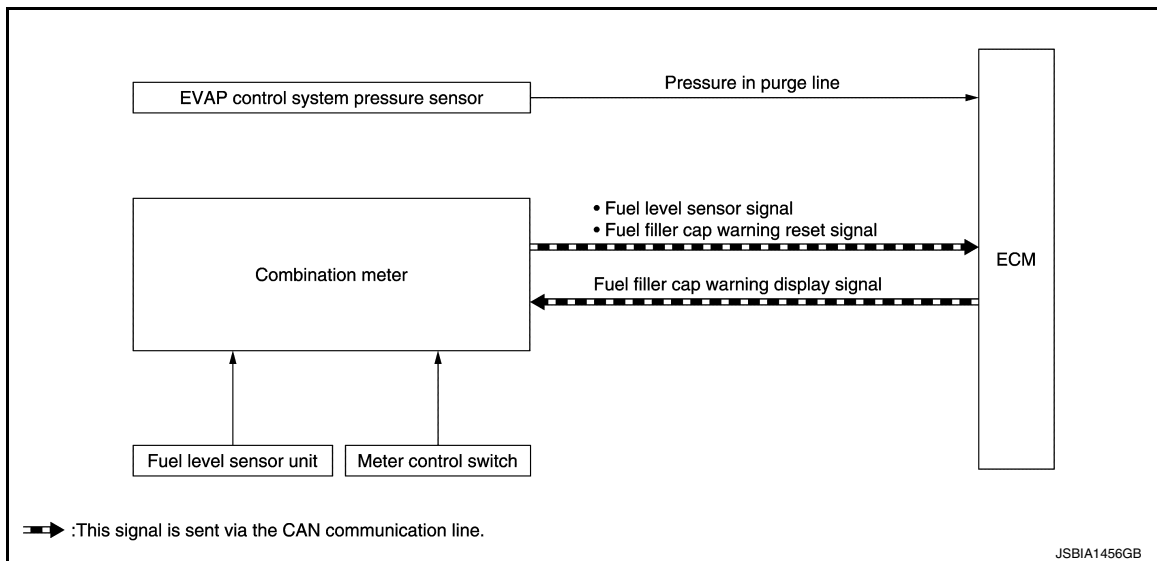 EVAP control system pressure sensor
Pressure in purge line
• Fuel level sensor signal
• Fuel filler cap warning reset signal
Combination meter
Fuel filler cap warning display signal
ECM
Fuel level sensor unit
Meter control switch
:This signal is sent via the CAN communication line.
JSBIA1456GB